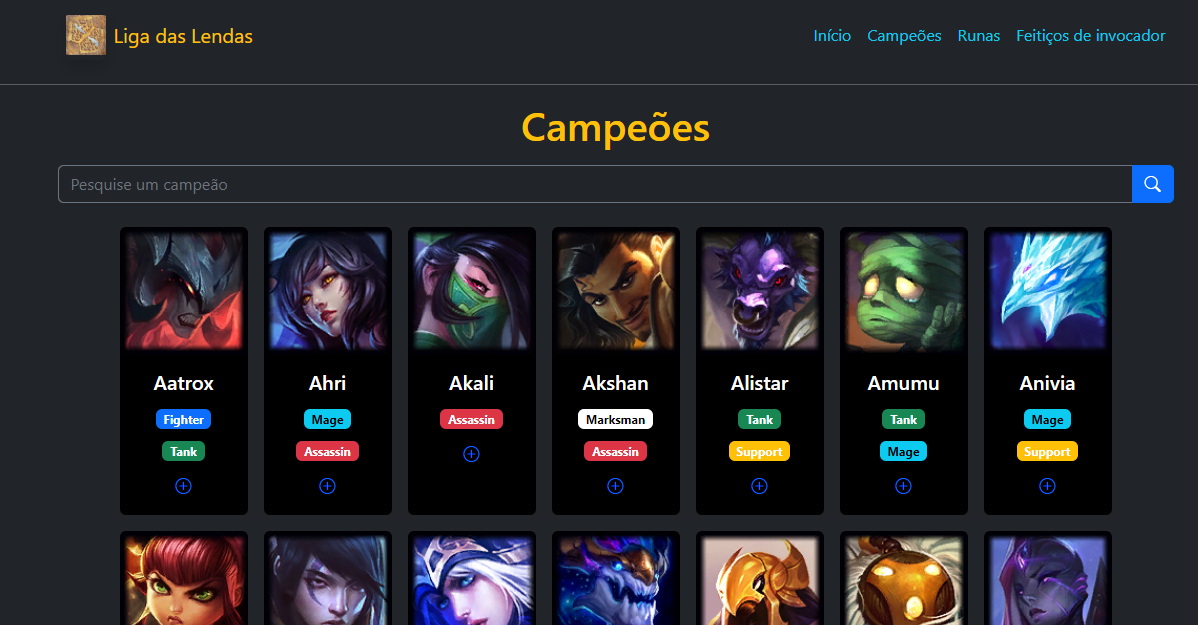 Liga das Lendas
Início Campeões Runas Feitiços de invocador
Campeões
Pesquise um campeão
Aatrox
Fighter
Tank
Ahri
Mage
Assassin
Akali
Assassin
Akshan
Marksman
Assassin
Alistar
Tank
Support
Amumu
Tank
Mage
Anivia
Mage
Support